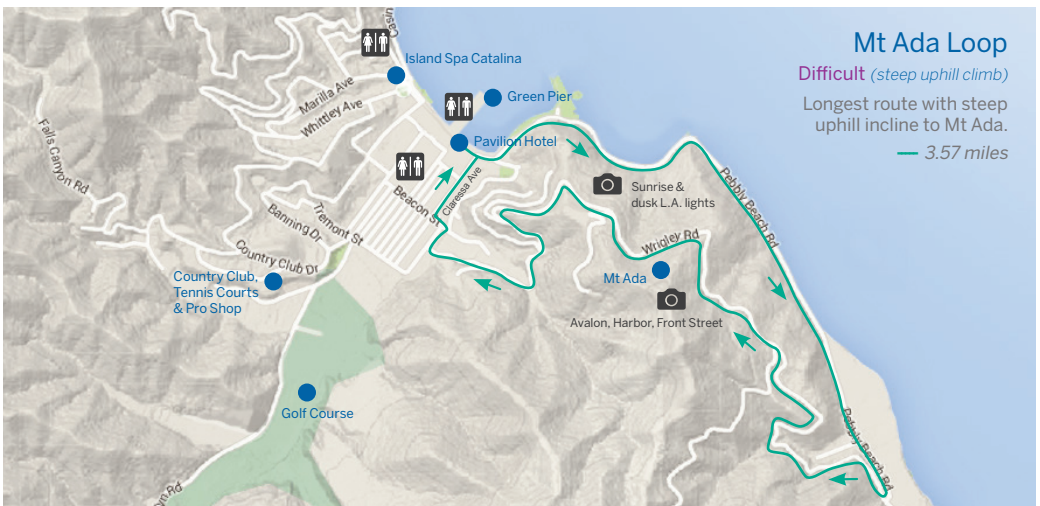 Mt Ada Loop
Difficult (steep uphill climb)
Longest route with steep
uphill incline to Mt Ada.
3.57 miles
Island Spa Catalina
Green Pier
Pavilion Hotel
Marilla Ave
Whittley Ave
Falls Canyon Rd
Beacon St
Claressa Ave
Tremont St
Banning Dr
Country Club Dr
Country Club,
Tennis Courts
& Pro Shop
Golf Course
Sunrise &
dusk L.A. lights
Pebbly Beach Rd
Wrigley Rd
Mt Ada
Avalon, Harbor, Front Street
Pebbly Beach Rd
Rd